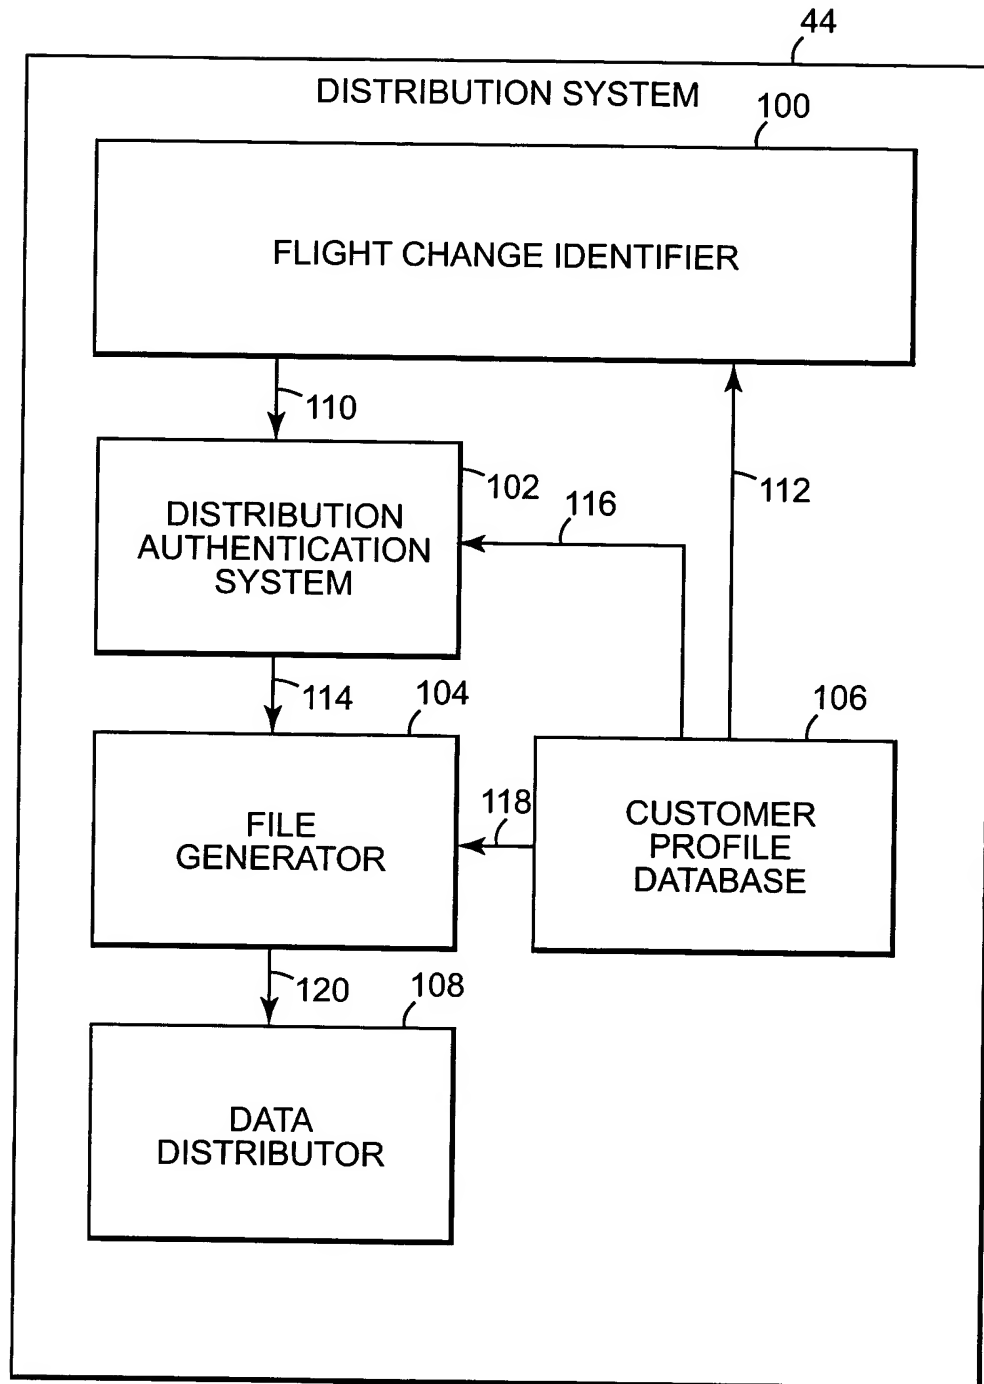 44
DISTRIBUTION SYSTEM
100
FLIGHT CHANGE IDENTIFIER
110
102
112
116
DISTRIBUTION
AUTHENTICATION
SYSTEM
114
104
106
118
FILE
GENERATOR
CUSTOMER
PROFILE
DATABASE
120
108
DATA
DISTRIBUTOR